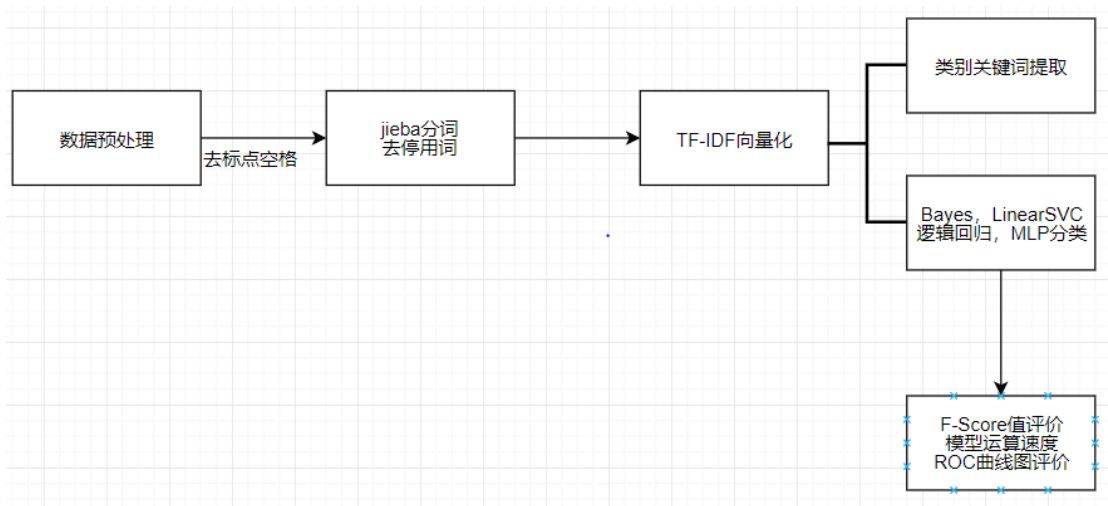 数据预处理
去标点空格
jieba分词
去停用词
TF-IDF向量化
类别关键词提取
Bayes，LinearSVC
逻辑回归，MLP分类
F-Score值评价
模型运算速度
ROC曲线图评价